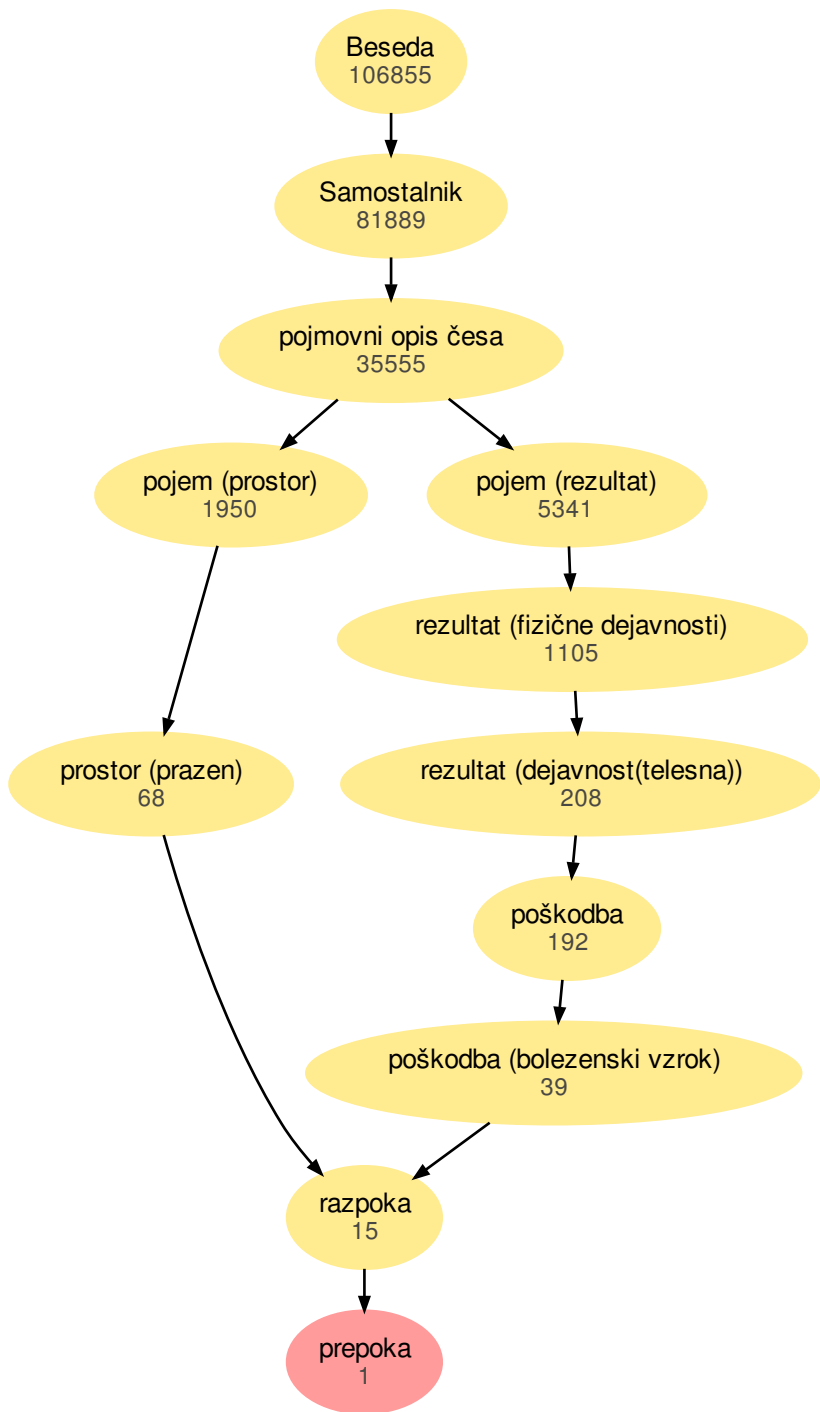 Beseda
106855
Samostalnik
81889
pojmovni opis česa
35555
pojem (prostor)
1950
pojem (rezultat)
5341
rezultat (fizične dejavnosti)
1105
prostor (prazen)
68
rezultat (dejavnost(telesna))
208
poškodba
192
poškodba (bolezenski vzrok)
39
razpoka
15
prepoka
1